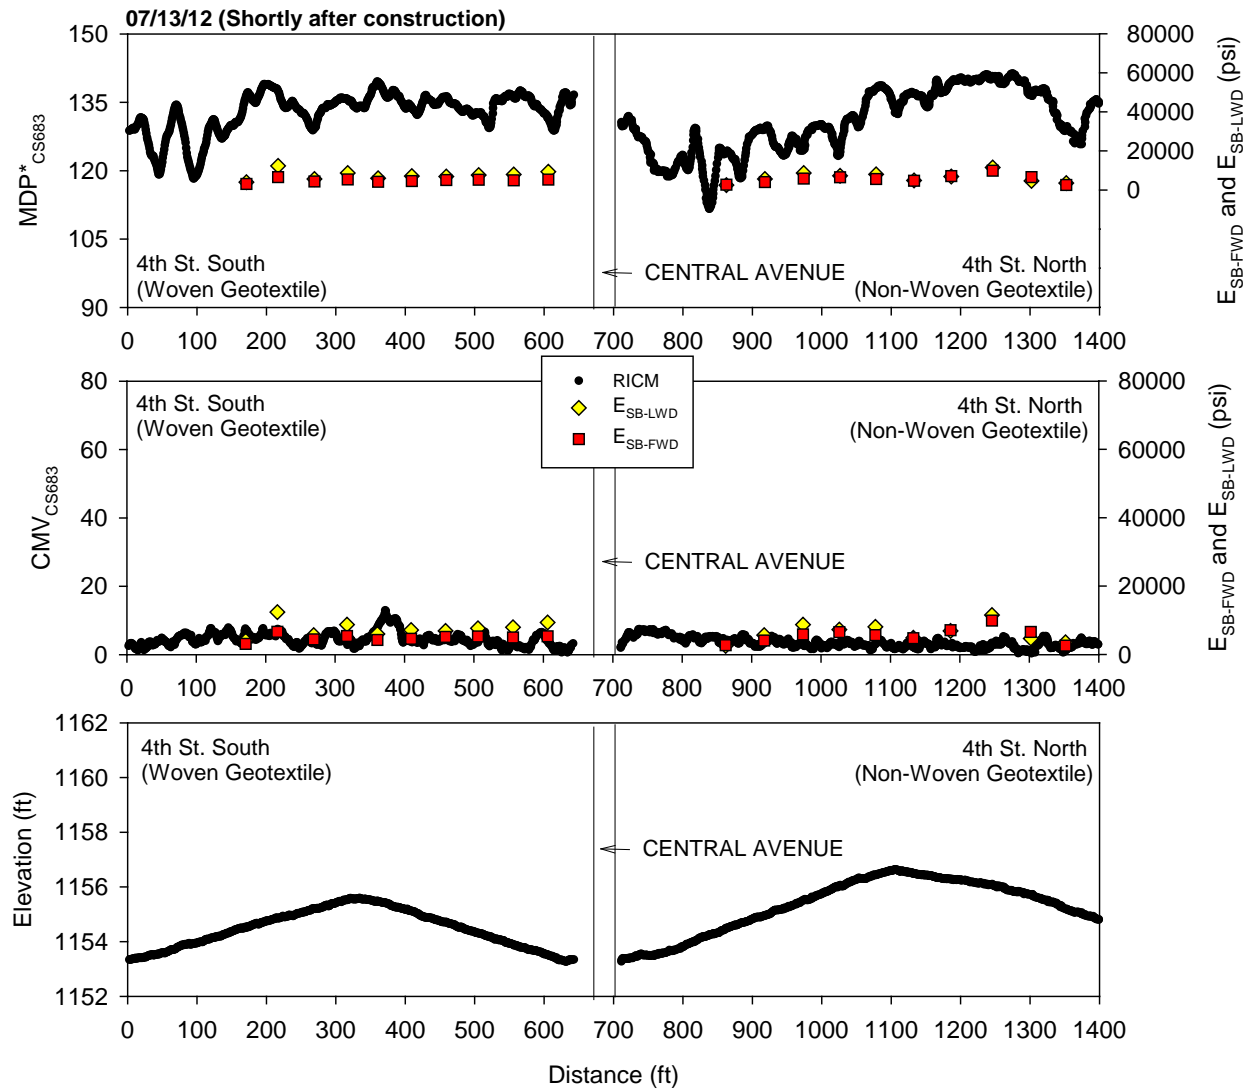 07/13/12 (Shortly after construction)
150
135
120
105
90
MDP*CS683
80000
60000
40000
20000
0
ESB-FWD and ESB-LWD (psi)
4th St. South
(Woven Geotextile)
CENTRAL AVENUE
4th St. North
(Non-Woven Geotextile)
0 100 200 300 400 500 600 700 800 900 1000 1100 1200 1300 1400
80
60
40
20
0
CMVCS683
80000
60000
40000
20000
0
ESB-FWD and ESB-LWD (psi)
4th St. South
(Woven Geotextile)
RICM
ESB-LWD
ESB-FWD
4th St. North
(Non-Woven Geotextile)
CENTRAL AVENUE
0 100 200 300 400 500 600 700 800 900 1000 1100 1200 1300 1400
1162
1160
1158
1156
1154
1152
Elevation (ft)
4th St. South
(Woven Geotextile)
4th St. North
(Non-Woven Geotextile)
CENTRAL AVENUE
0 100 200 300 400 500 600 700 800 900 1000 1100 1200 1300 1400
Distance (ft)